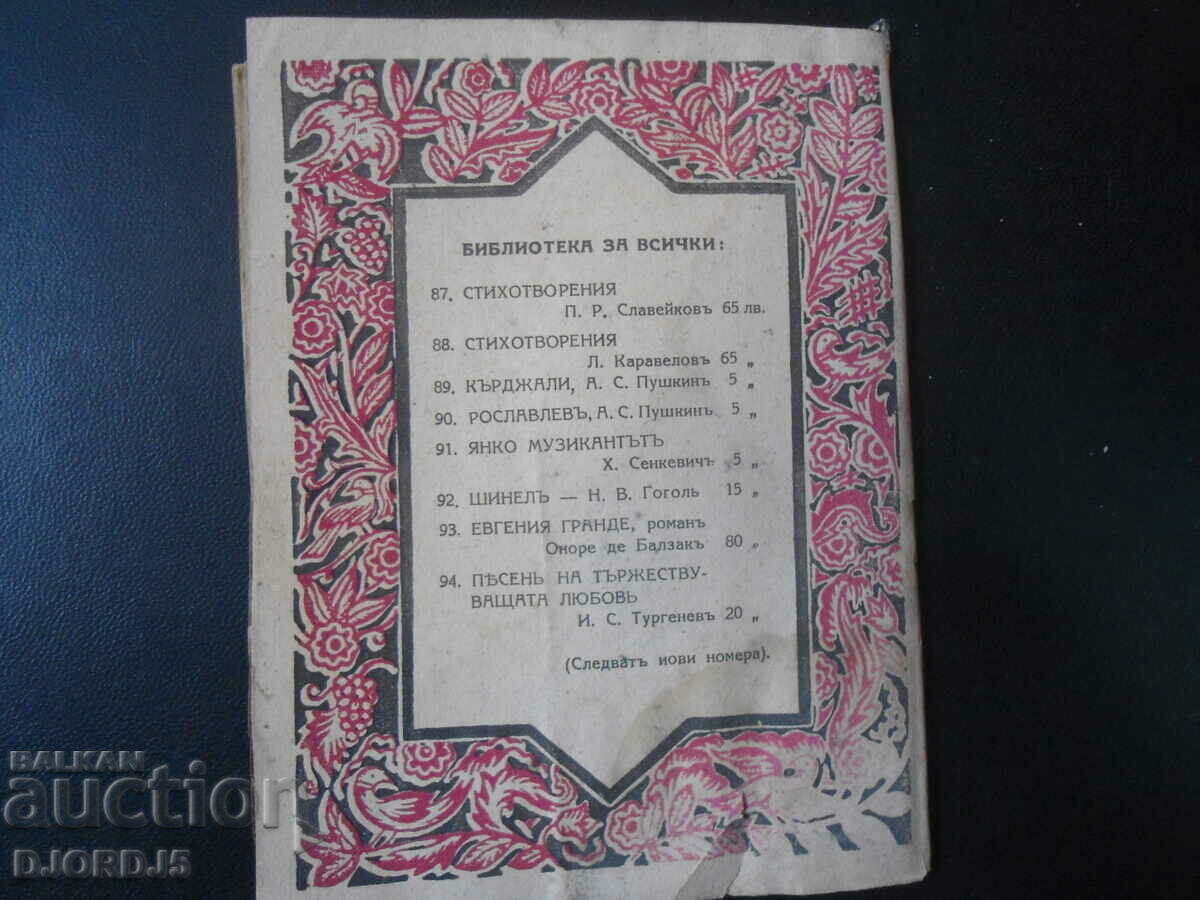 БИБЛИОТЕКА ЗА ВСИЧКИ:
87. СТИХОТВОРЕНИЯ
П. Р. Славейковъ 65 лв.
88. СТИХОТВОРЕНИЯ
Л. Каравеловъ 65 „
89. КЪРДЖАЛИ, А. С. Пушкинъ 5 „
90. РОСЛАВЛЕВЪ, А. С. Пушкинъ 5 „
91. ЯНКО МУЗИКАНТЪТЪ
Х. Сенкевичъ 5 „
92. ШИНЕЛЪ — Н. В. Гоголь 15 „
93. ЕВГЕНИЯ ГРАНДЕ, романъ
Оноре де Балзакъ 80 „
94. ПѢСЕНЬ НА ТЪРЖЕСТВУ-
ВАЩАТА ЛЮБОВЬ
И. С. Тургеневъ 20 „
(Следватъ иови номера).
BALKAN
auction
DJORDJ5